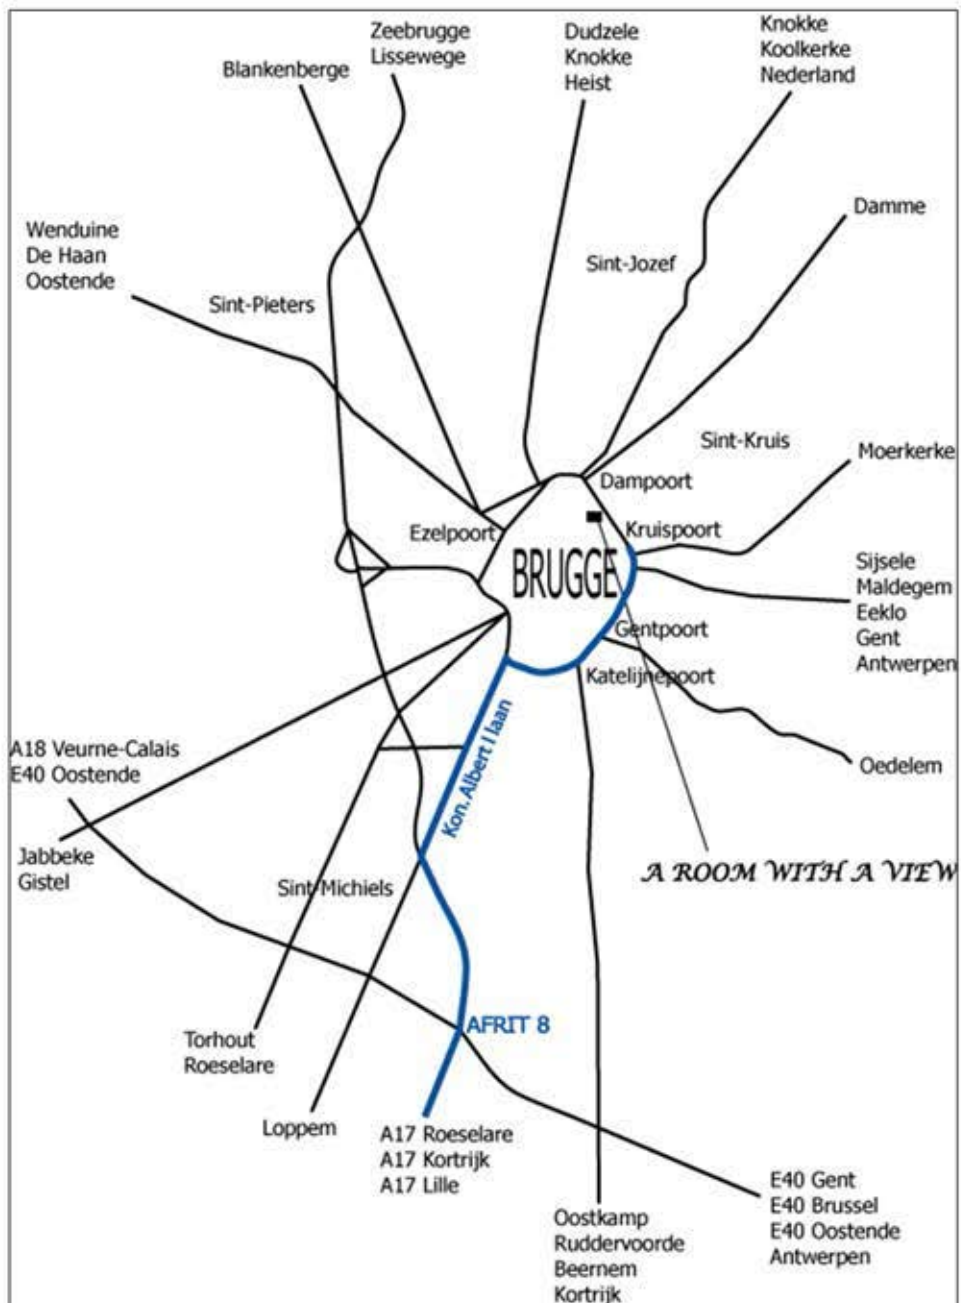 Zeebrugge
Lissewege
Blankenberge
Dudzele
Knokke
Heist
Knokke
Koolkerke
Nederland
Damme
Wenduine
De Haan
Oostende
Sint-Jozef
Sint-Pieters
Sint-Kruis
Moerkerke
Dampoort
Ezelpoort
Kruispoort
BRUGGE
Sijsele
Maldegem
Eeklo
Gent
Antwerpen
Gentpoort
Katelijnepoort
Kon. Albert I laan
A18 Veurne-Calais
E40 Oostende
Oedelem
Jabbeke
Gistel
Sint-Michiels
A ROOM WITH A VIEW
AFRIT 8
Torhout
Roeselare
Loppem
A17 Roeselare
A17 Kortrijk
A17 Lille
E40 Gent
E40 Brussel
E40 Oostende
Antwerpen
Oostkamp
Ruddervoorde
Beernem
Kortrijk